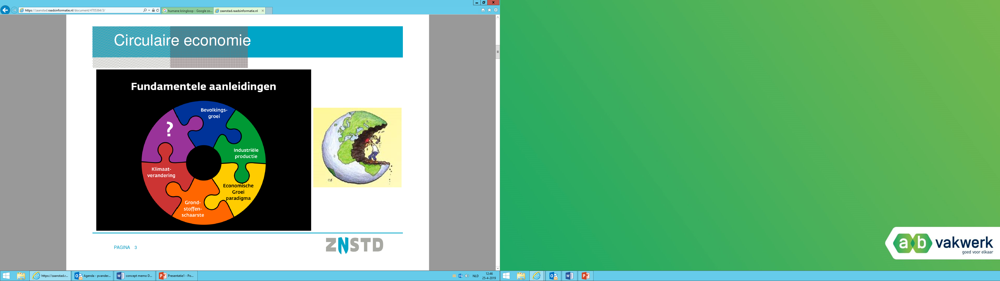 https://zaanstad.raadsinformatie.nl/document/4705364/3/
humane kringloop - Google zo...
zaanstad.raadsinformatie.nl
Circulaire economie
Fundamentele aanleidingen
Bevolkings-
groei
?
Industriële
productie
Klimaat-
verandering
Economische
Groei
paradigma
Grond-
stoffen-
schaarste
PAGINA 3
ZNSTD
a b vakwerk
goed voor elkaar
https://zaanstad.r...
Agenda - pvander...
concept memo D...
Presentatie1 - Po...
NLD
12:46
25-4-2019